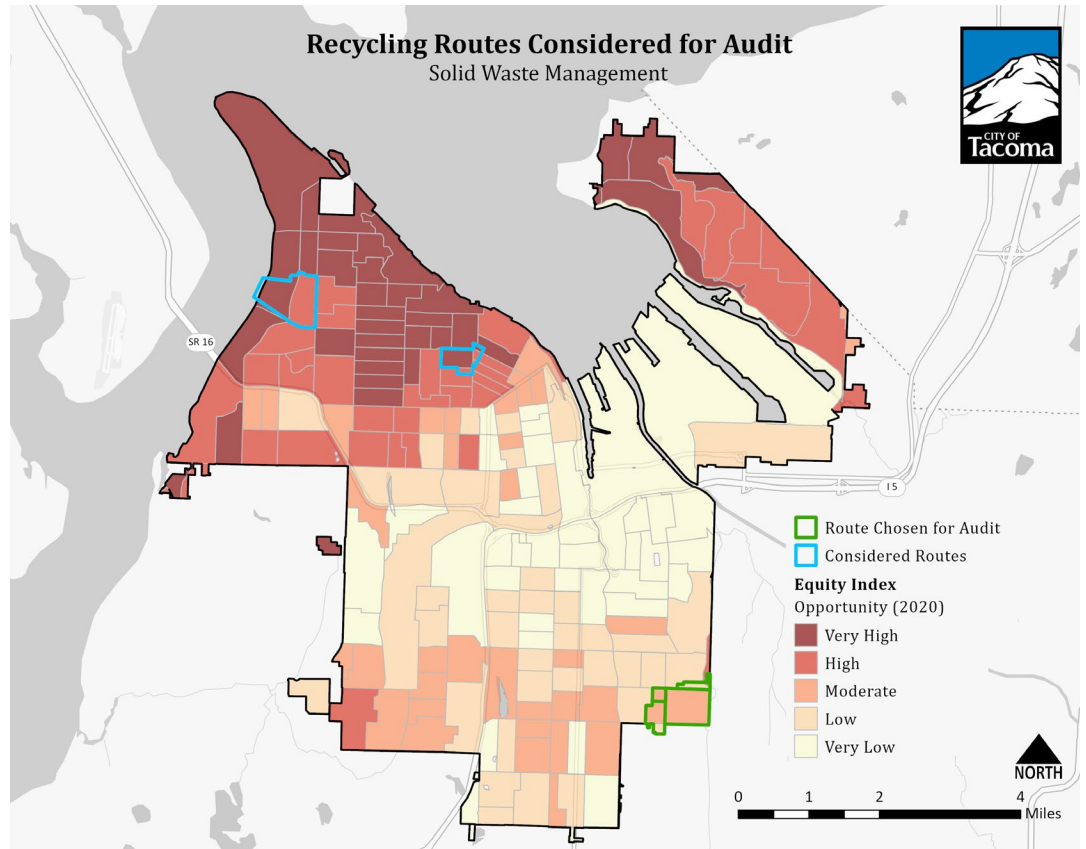 Recycling Routes Considered for Audit
Solid Waste Management
CITY OF
Tacoma
SR 16
I 5
Route Chosen for Audit
Considered Routes
Equity Index
Opportunity (2020)
Very High
High
Moderate
Low
Very Low
NORTH
0 1 2 4
Miles